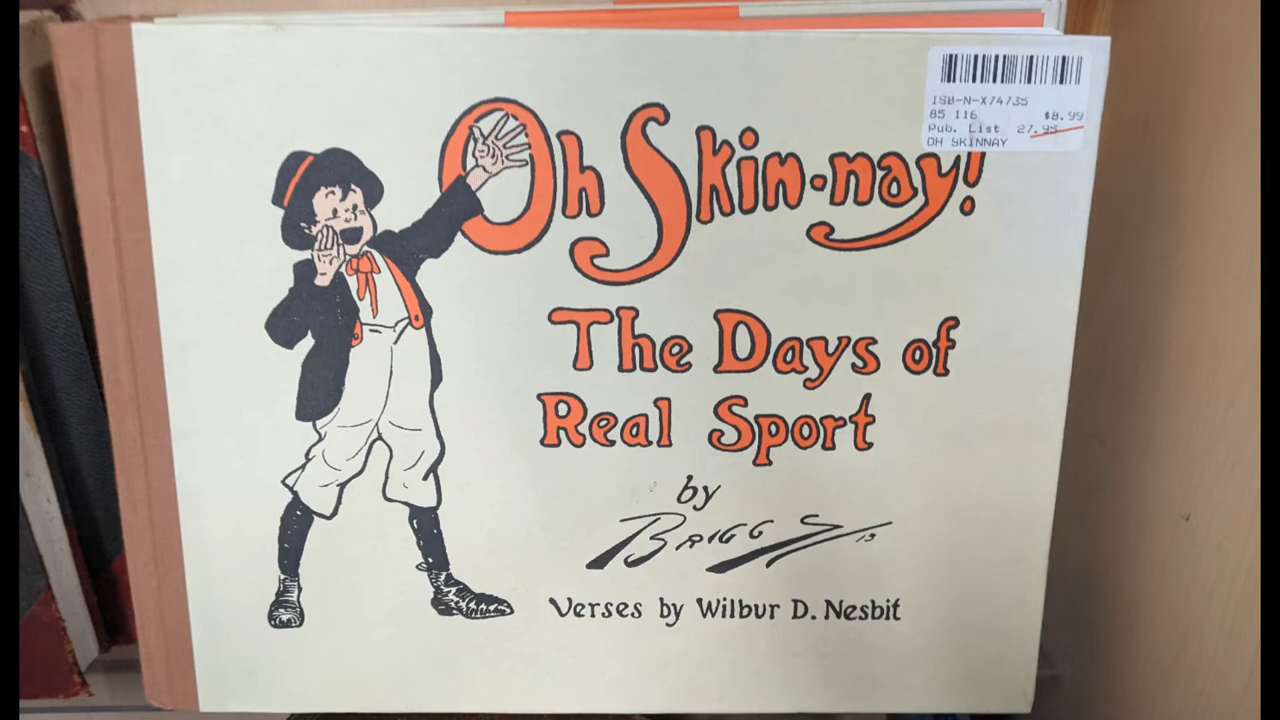 ISB-N-X74735
85 116 $8.99
Pub. List 27.95
OH SKINNAY
Oh Skin-nay!
The Days of
Real Sport
by
BRIGGS 13
Verses by Wilbur D. Nesbit